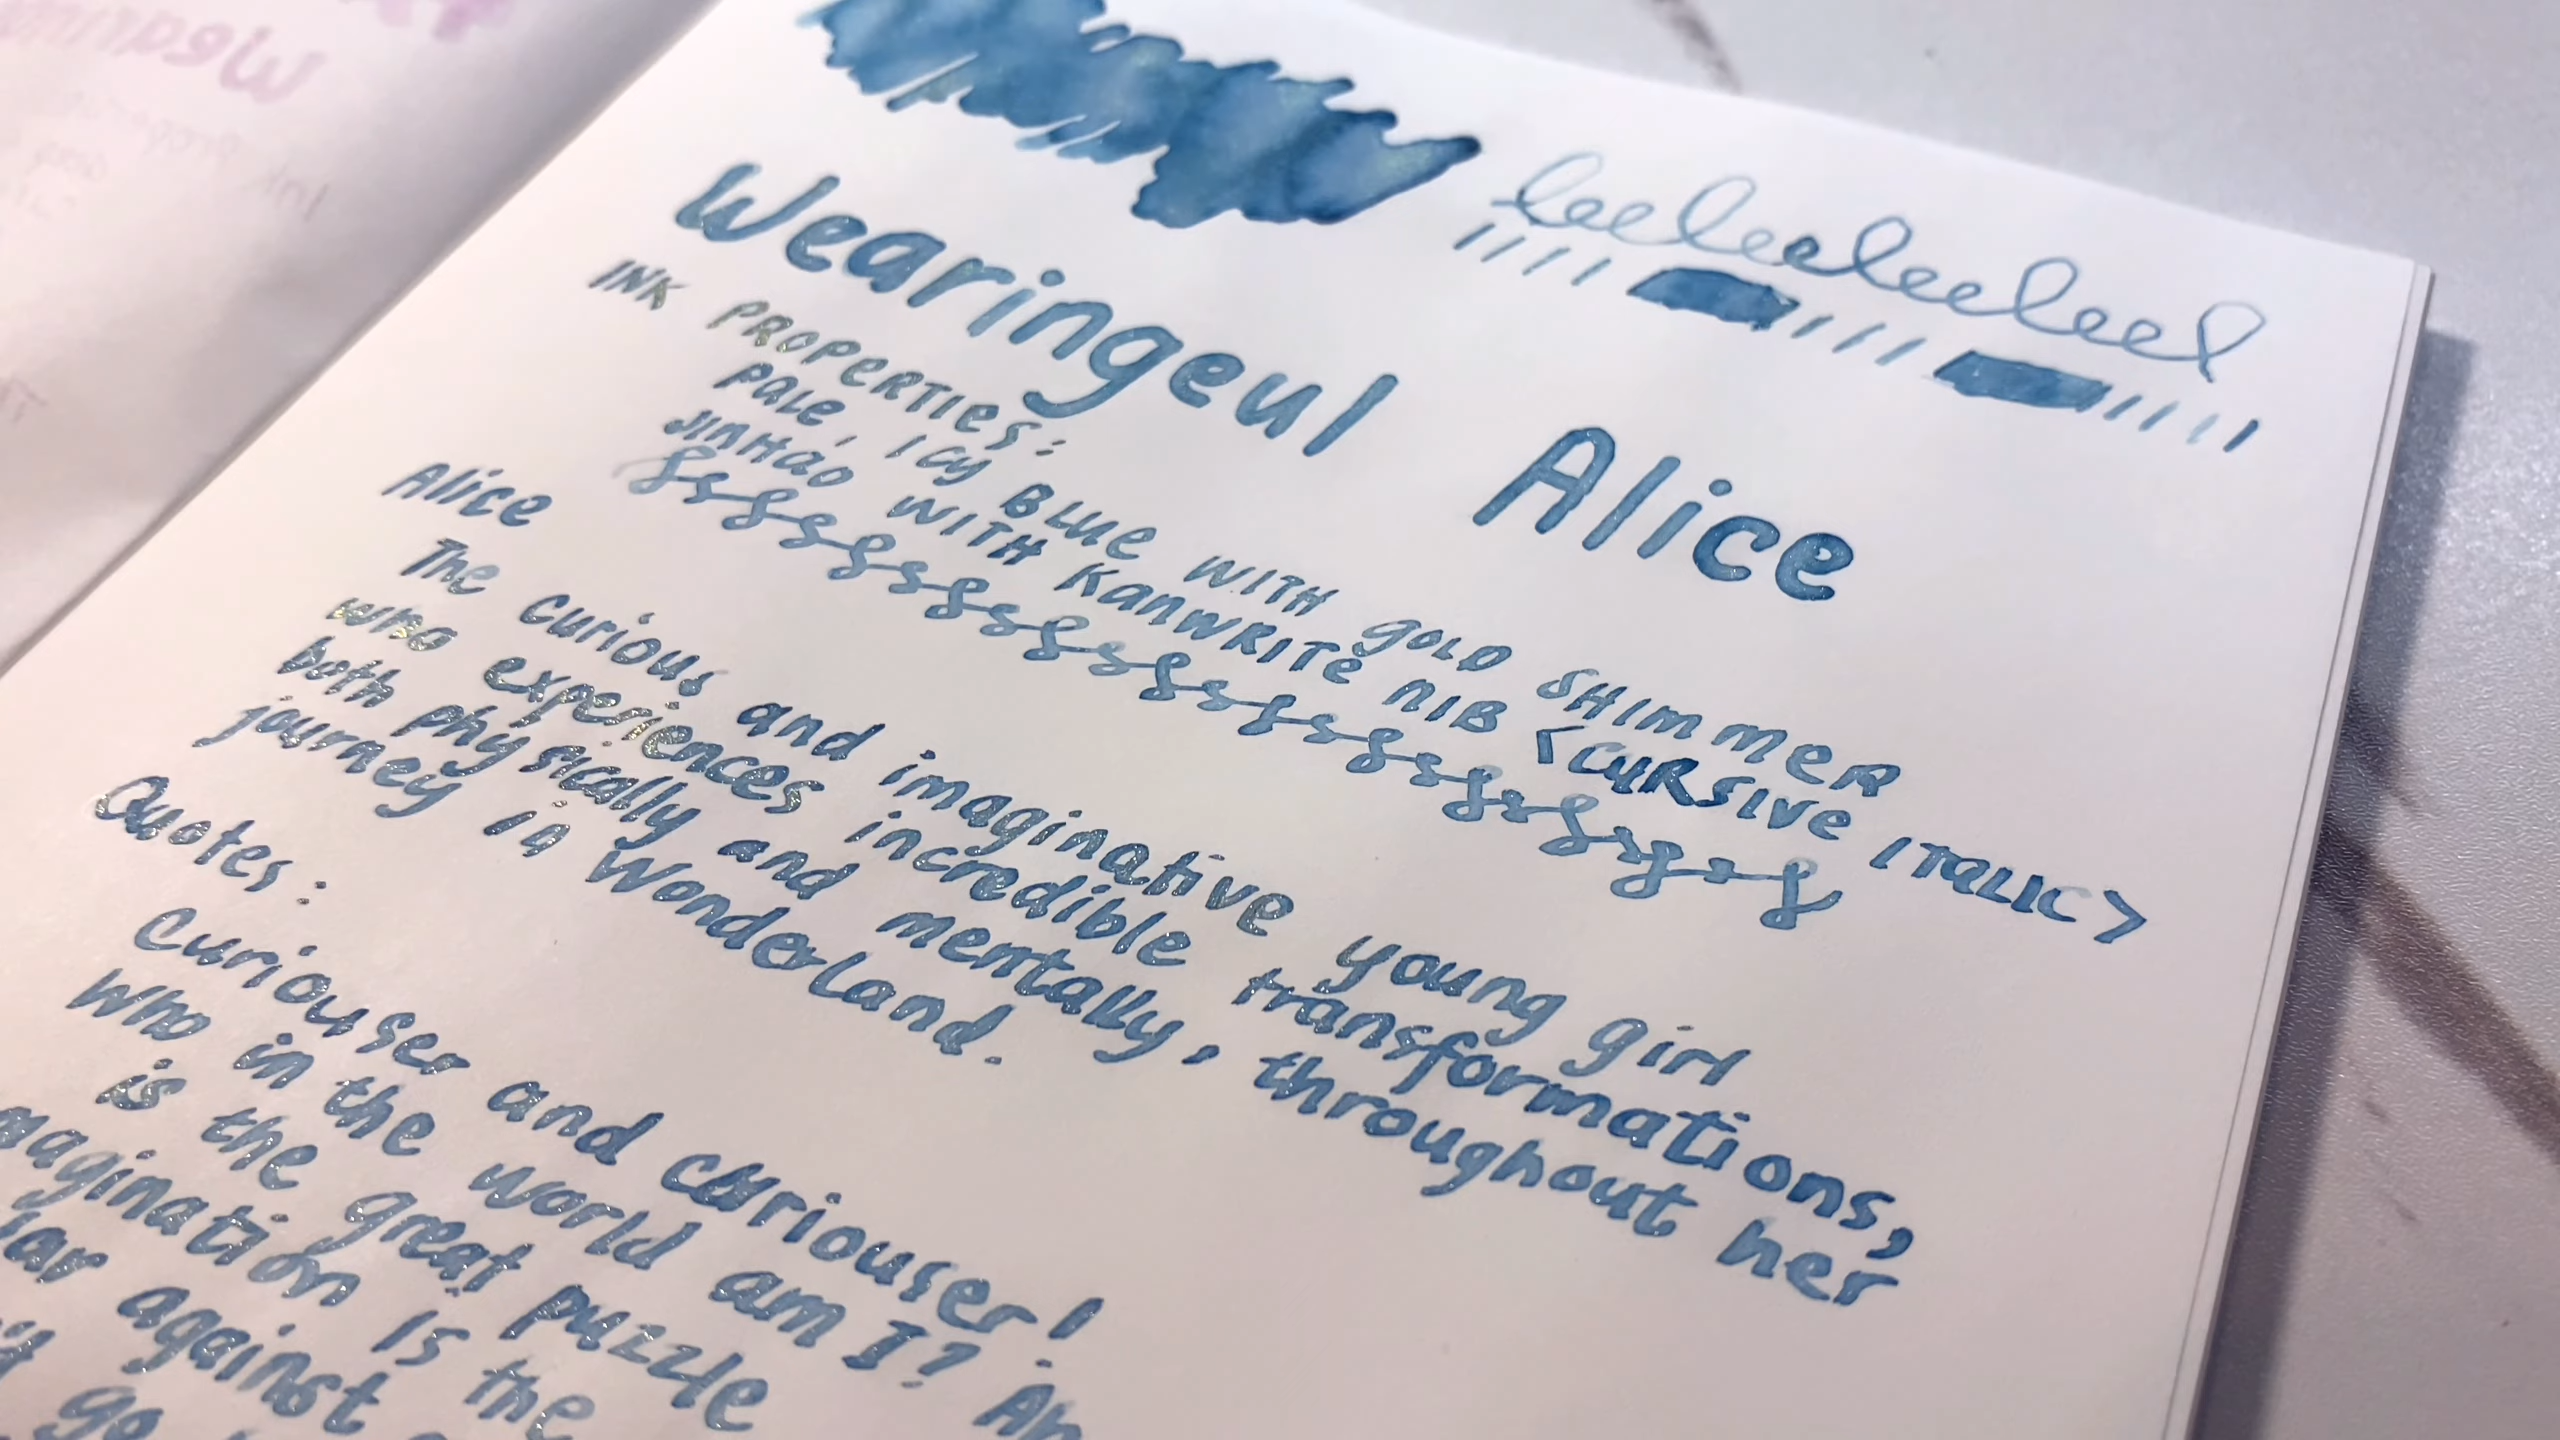 Wearingeul Alice
INK PROPERTIES:
PALE, ICY BLUE WITH GOLD SHIMMER
JINHAO WITH KANWRITE NIB <CURSIVE ITALIC>
Alice
The curious and imaginative young girl
who experiences incredible transformations,
both physically and mentally, throughout her
journey in Wonderland.
Quotes:
Curiouser and curiouser!
Who in the world am I?
is the great puzzle
is the
against
go